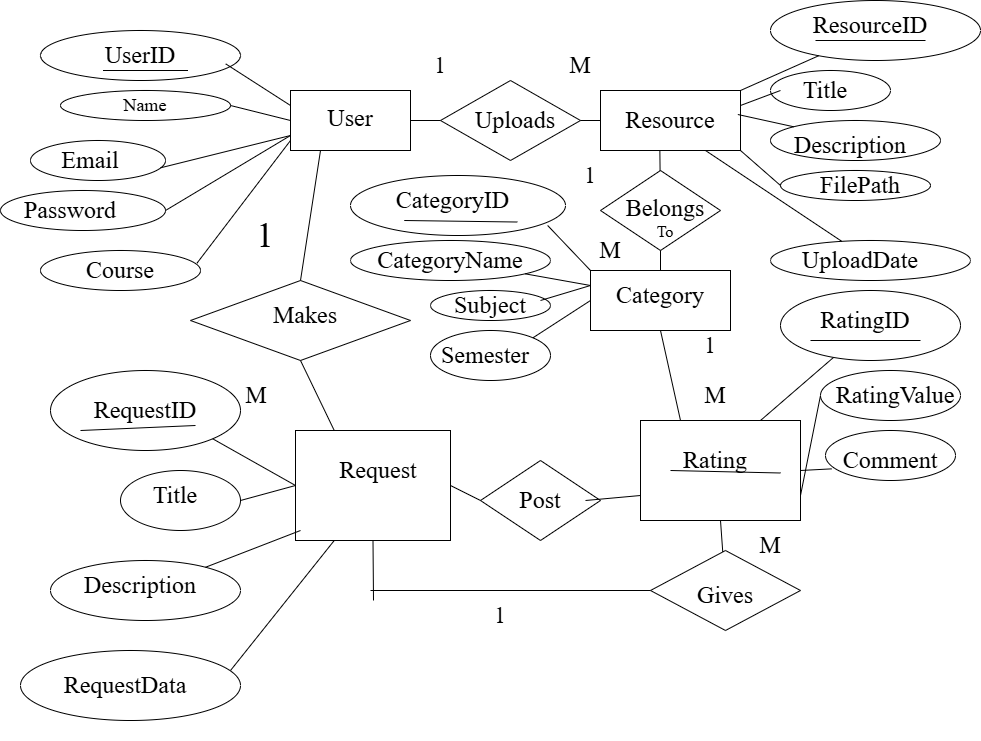 ResourceID
UserID
1
M
Title
Name
User
Uploads
Resource
Description
Email
1
FilePath
CategoryID
Password
Belongs
To
1
M
CategoryName
UploadDate
Course
Category
Subject
Makes
RatingID
1
Semester
M
M
RatingValue
RequestID
Request
Rating
Comment
Title
Post
M
Description
Gives
1
RequestData